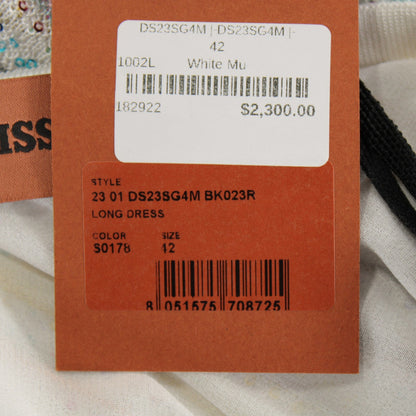 DS23SG4M |-DS23SG4M |-
42
1002L White Mu
182922 $2,300.00
ISS
STYLE
23 01 DS23SG4M BK023R
LONG DRESS
COLOR SIZE
S0178 42
8 051575 708725